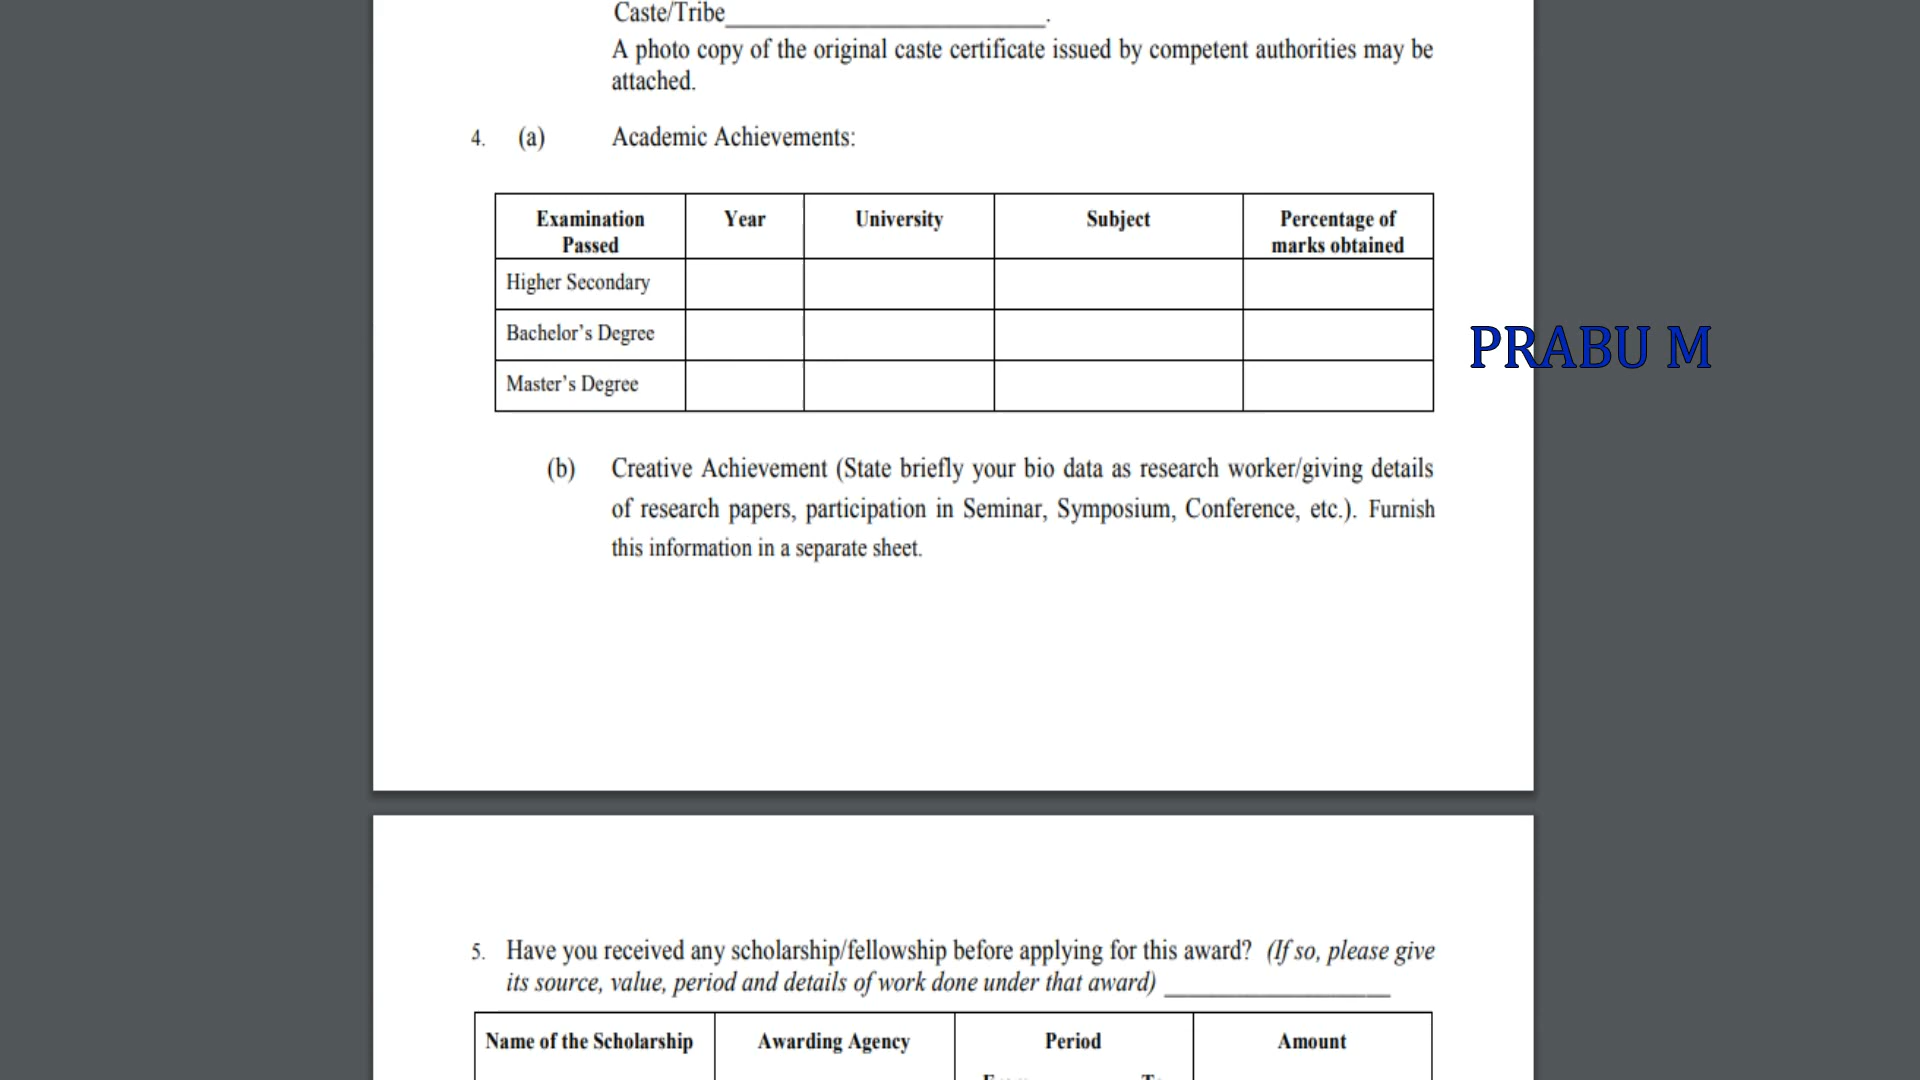 Caste/Tribe________________________.
A photo copy of the original caste certificate issued by competent authorities may be
attached.
4. (a) Academic Achievements:
Examination Passed Year University Subject Percentage of marks obtained
Higher Secondary
Bachelor’s Degree
Master’s Degree
PRABU M
(b) Creative Achievement (State briefly your bio data as research worker/giving details
of research papers, participation in Seminar, Symposium, Conference, etc.). Furnish
this information in a separate sheet.
5. Have you received any scholarship/fellowship before applying for this award? (If so, please give
its source, value, period and details of work done under that award) _________________
Name of the Scholarship Awarding Agency Period Amount